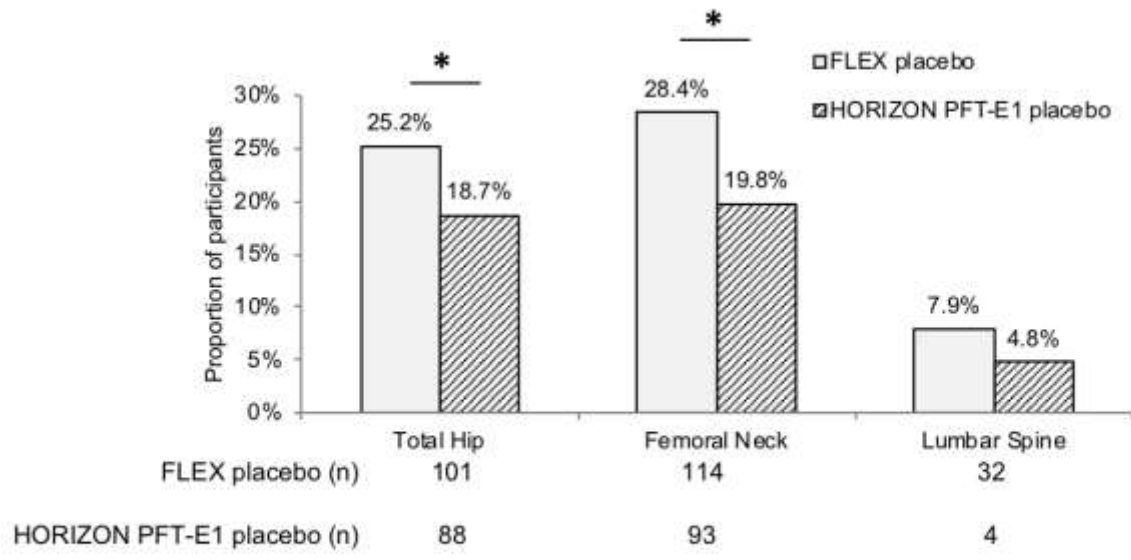 *
*
FLEX placebo
HORIZON PFT-E1 placebo
Proportion of participants
30%
25%
20%
15%
10%
5%
0%
25.2%
18.7%
28.4%
19.8%
7.9%
4.8%
Total Hip Femoral Neck Lumbar Spine
FLEX placebo (n) 101 114 32
HORIZON PFT-E1 placebo (n) 88 93 4